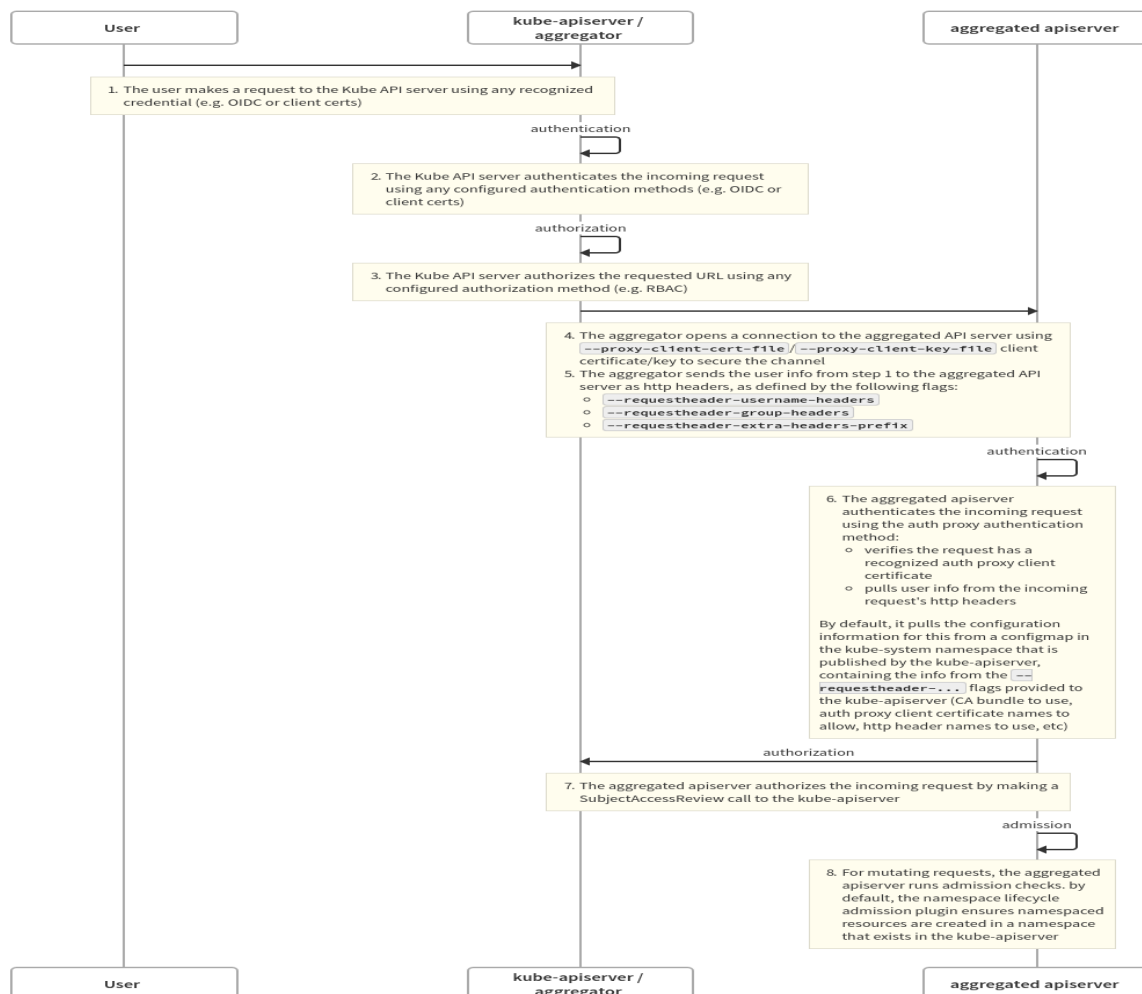 User
kube-apiserver /
aggregator
aggregated apiserver
1. The user makes a request to the Kube API server using any recognized
credential (e.g. OIDC or client certs)
authentication
2. The Kube API server authenticates the incoming request
using any configured authentication methods (e.g. OIDC or
client certs)
authorization
3. The Kube API server authorizes the requested URL using any
configured authorization method (e.g. RBAC)
4. The aggregator opens a connection to the aggregated API server using
--proxy-client-cert-file/--proxy-client-key-file client
certificate/key to secure the channel
5. The aggregator sends the user info from step 1 to the aggregated API
server as http headers, as defined by the following flags:
--requestheader-username-headers
--requestheader-group-headers
--requestheader-extra-headers-prefix
authentication
6. The aggregated apiserver
authenticates the incoming request
using the auth proxy authentication
method:
verifies the request has a
recognized auth proxy client
certificate
pulls user info from the incoming
request's http headers
By default, it pulls the configuration
information for this from a configmap in
the kube-system namespace that is
published by the kube-apiserver,
containing the info from the --
requestheader-... flags provided to
the kube-apiserver (CA bundle to use,
auth proxy client certificate names to
allow, http header names to use, etc)
authorization
7. The aggregated apiserver authorizes the incoming request by making a
SubjectAccessReview call to the kube-apiserver
admission
8. For mutating requests, the aggregated
apiserver runs admission checks. by
default, the namespace lifecycle
admission plugin ensures namespaced
resources are created in a namespace
that exists in the kube-apiserver
User
kube-apiserver /
aggregator
aggregated apiserver